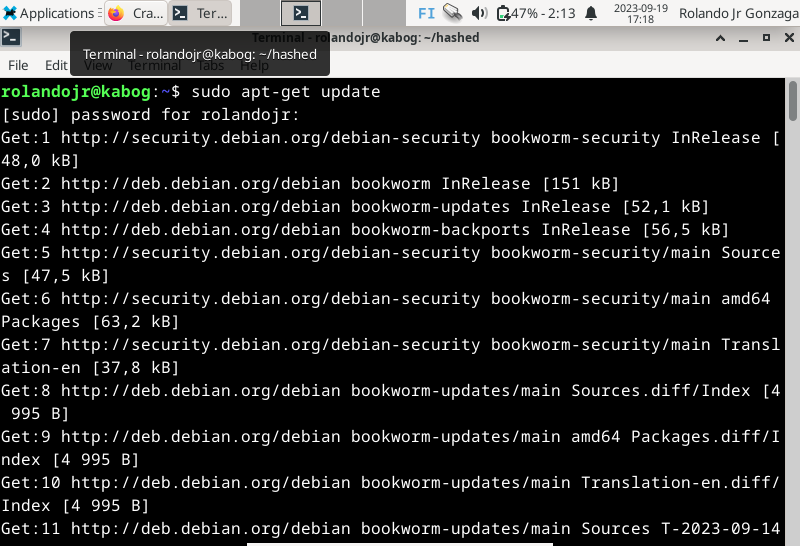 Applications
Cra...
Ter...
FI
47% - 2:13
2023-09-19
17:18
Rolando Jr Gonzaga
Terminal - rolandojr@kabog: ~/hashed
Terminal - rolandojr@kabog: ~/hashed
File Edit View Terminal Tabs Help
rolandojr@kabog:~$ sudo apt-get update
[sudo] password for rolandojr:
Get:1 http://security.debian.org/debian-security bookworm-security InRelease [
48,0 kB]
Get:2 http://deb.debian.org/debian bookworm InRelease [151 kB]
Get:3 http://deb.debian.org/debian bookworm-updates InRelease [52,1 kB]
Get:4 http://deb.debian.org/debian bookworm-backports InRelease [56,5 kB]
Get:5 http://security.debian.org/debian-security bookworm-security/main Source
s [47,5 kB]
Get:6 http://security.debian.org/debian-security bookworm-security/main amd64
Packages [63,2 kB]
Get:7 http://security.debian.org/debian-security bookworm-security/main Transl
ation-en [37,8 kB]
Get:8 http://deb.debian.org/debian bookworm-updates/main Sources.diff/Index [4
 995 B]
Get:9 http://deb.debian.org/debian bookworm-updates/main amd64 Packages.diff/I
ndex [4 995 B]
Get:10 http://deb.debian.org/debian bookworm-updates/main Translation-en.diff/
Index [4 995 B]
Get:11 http://deb.debian.org/debian bookworm-updates/main Sources T-2023-09-14